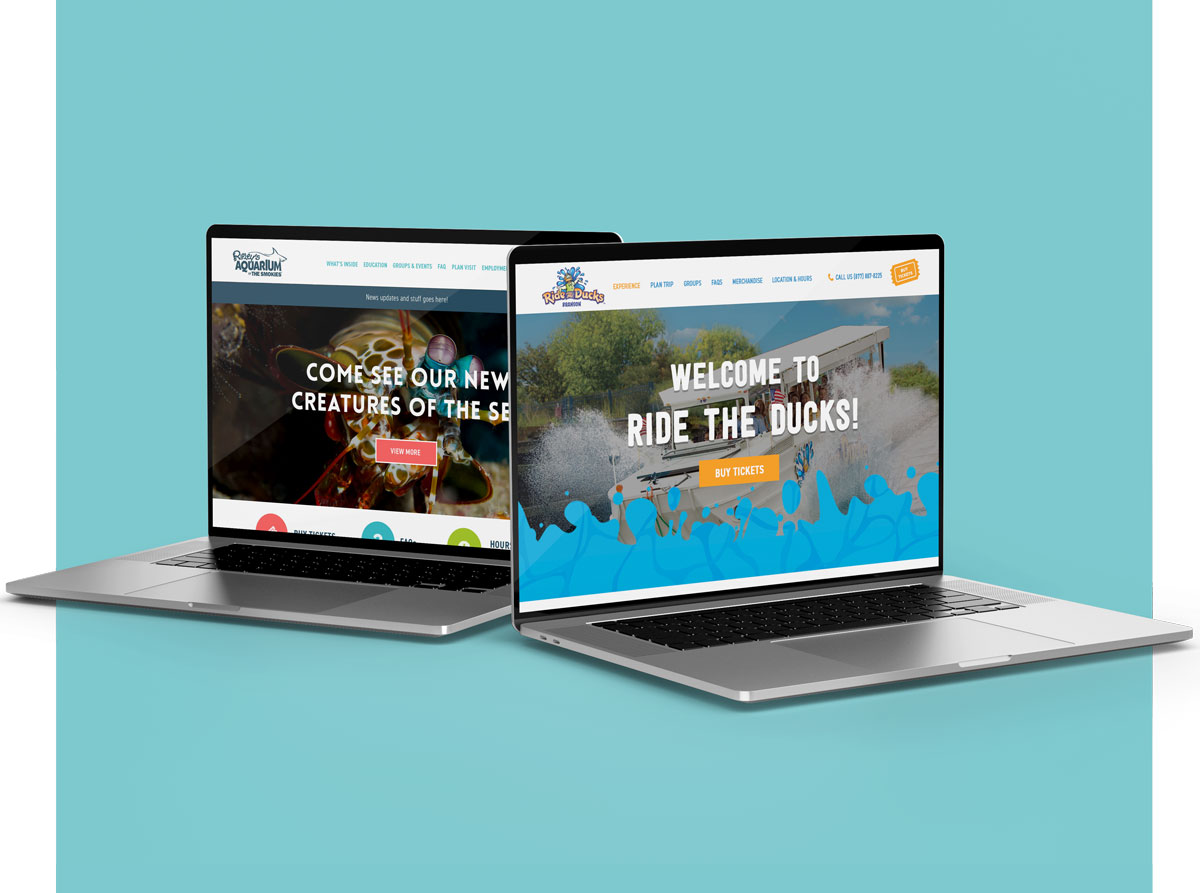 Ripley's
AQUARIUM
OF THE SMOKIES
WHAT'S INSIDE EDUCATION GROUPS & EVENTS FAQ PLAN VISIT EMPLOYME
News updates and stuff goes here!
COME SEE OUR NEW
CREATURES OF THE SE
VIEW MORE
BUY TICKETS FAQs HOURS
Ride THE Ducks
BRANSON
EXPERIENCE PLAN TRIP GROUPS FAQS MERCHANDISE LOCATION & HOURS CALL US (877) 887-8225 BUY
TICKETS
WELCOME TO
RIDE THE DUCKS!
BUY TICKETS